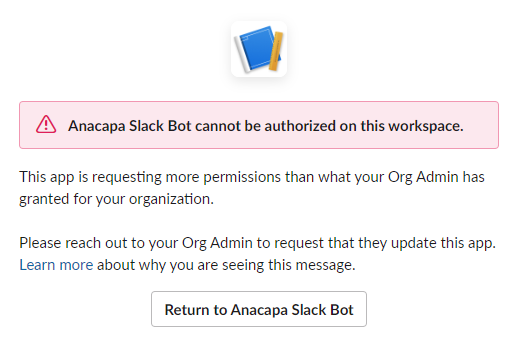 Anacapa Slack Bot cannot be authorized on this workspace.
This app is requesting more permissions than what your Org Admin has
granted for your organization.
Please reach out to your Org Admin to request that they update this app.
Learn more about why you are seeing this message.
Return to Anacapa Slack Bot